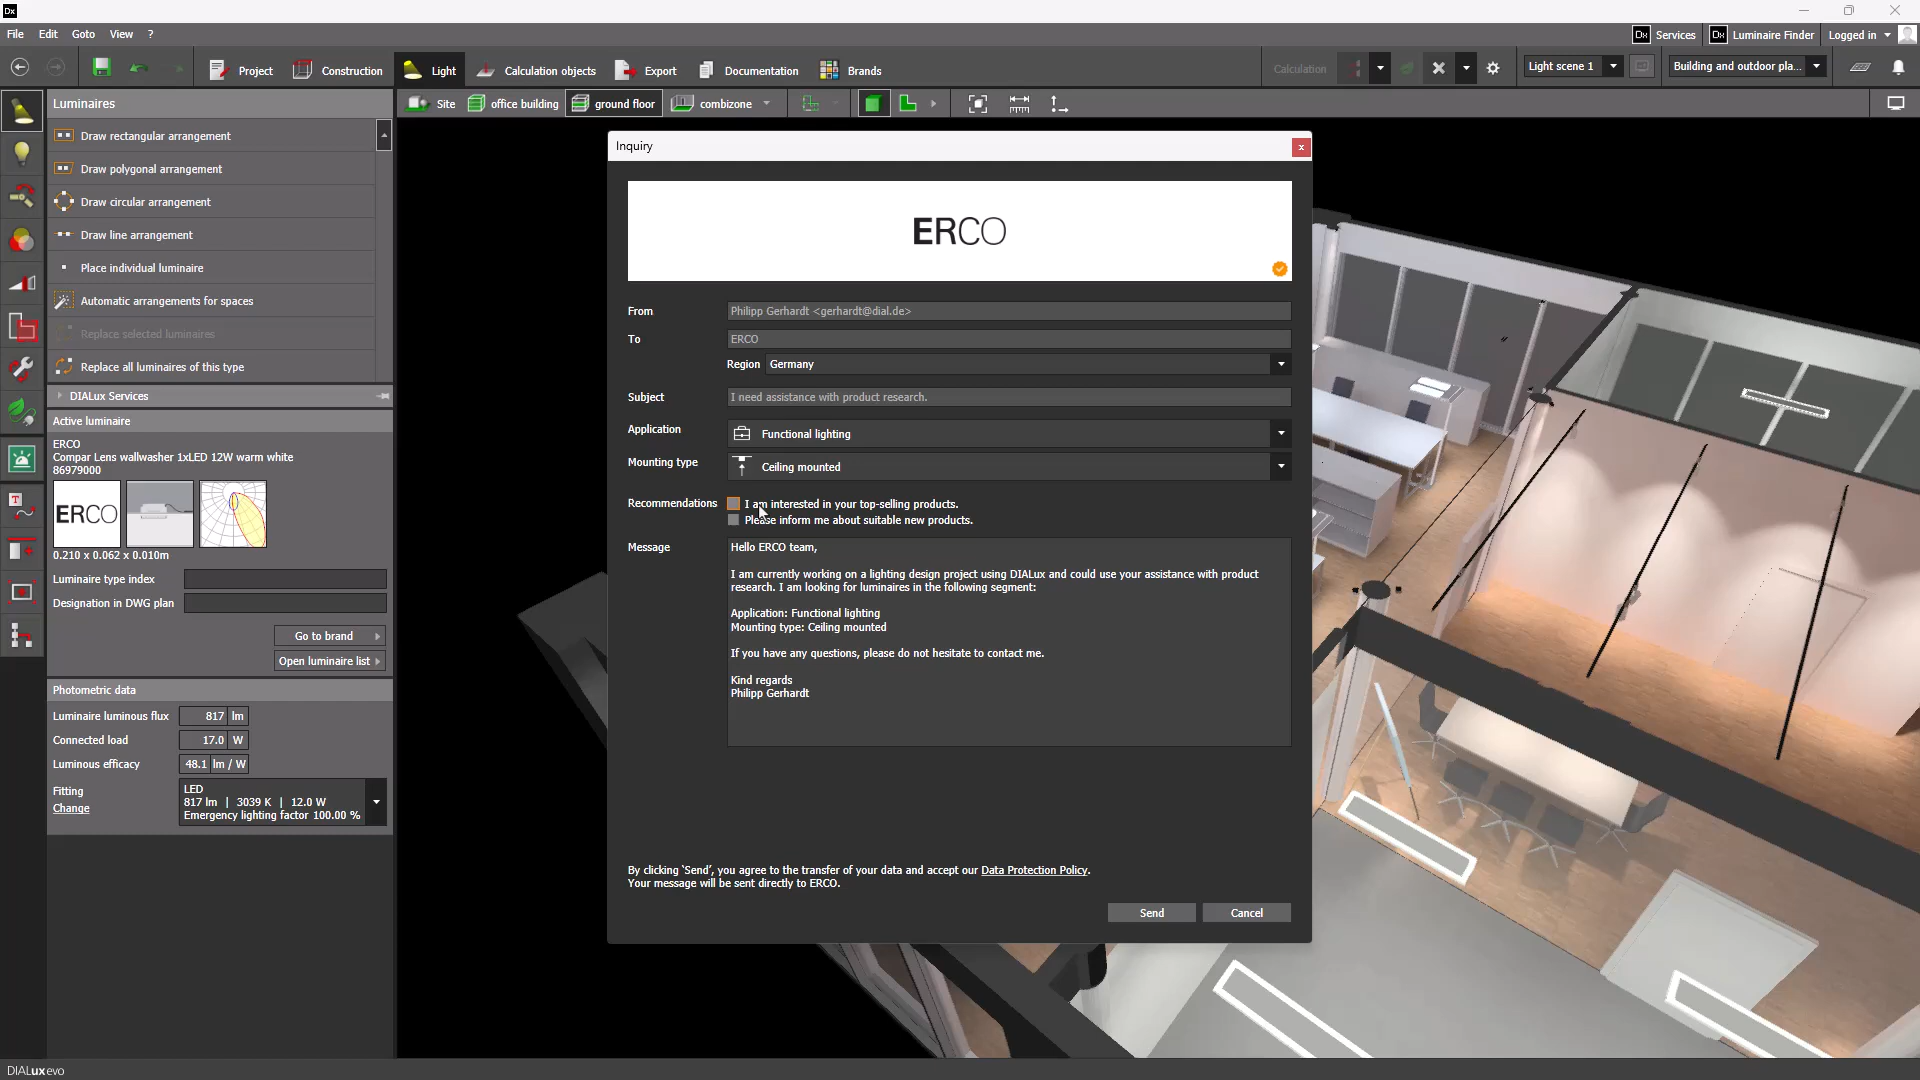 Dx
File Edit Goto View ?
Dx Services Dx Luminaire Finder Logged in
Project Construction Light Calculation objects Export Documentation Brands
Calculation Light scene 1 Building and outdoor pla...
Luminaires
Site office building ground floor combizone
Draw rectangular arrangement
Draw polygonal arrangement
Draw circular arrangement
Draw line arrangement
Place individual luminaire
Automatic arrangements for spaces
Replace selected luminaires
Replace all luminaires of this type
DIALux Services
Active luminaire
ERCO
Compar Lens wallwasher 1xLED 12W warm white
86979000
ERCO
0.210 x 0.062 x 0.010m
Luminaire type index
Designation in DWG plan
Go to brand
Open luminaire list
Photometric data
Luminaire luminous flux 817 lm
Connected load 17.0 W
Luminous efficacy 48.1 lm / W
Fitting
Change
LED
817 lm | 3039 K | 12.0 W
Emergency lighting factor 100.00 %
Inquiry x
ERCO
From Philipp Gerhardt <gerhardt@dial.de>
To ERCO
Region Germany
Subject I need assistance with product research.
Application Functional lighting
Mounting type Ceiling mounted
Recommendations I am interested in your top-selling products.
Please inform me about suitable new products.
Message Hello ERCO team,
I am currently working on a lighting design project using DIALux and could use your assistance with product
research. I am looking for luminaires in the following segment:
Application: Functional lighting
Mounting type: Ceiling mounted
If you have any questions, please do not hesitate to contact me.
Kind regards
Philipp Gerhardt
By clicking 'Send', you agree to the transfer of your data and accept our Data Protection Policy.
Your message will be sent directly to ERCO.
Send Cancel
DIALux evo